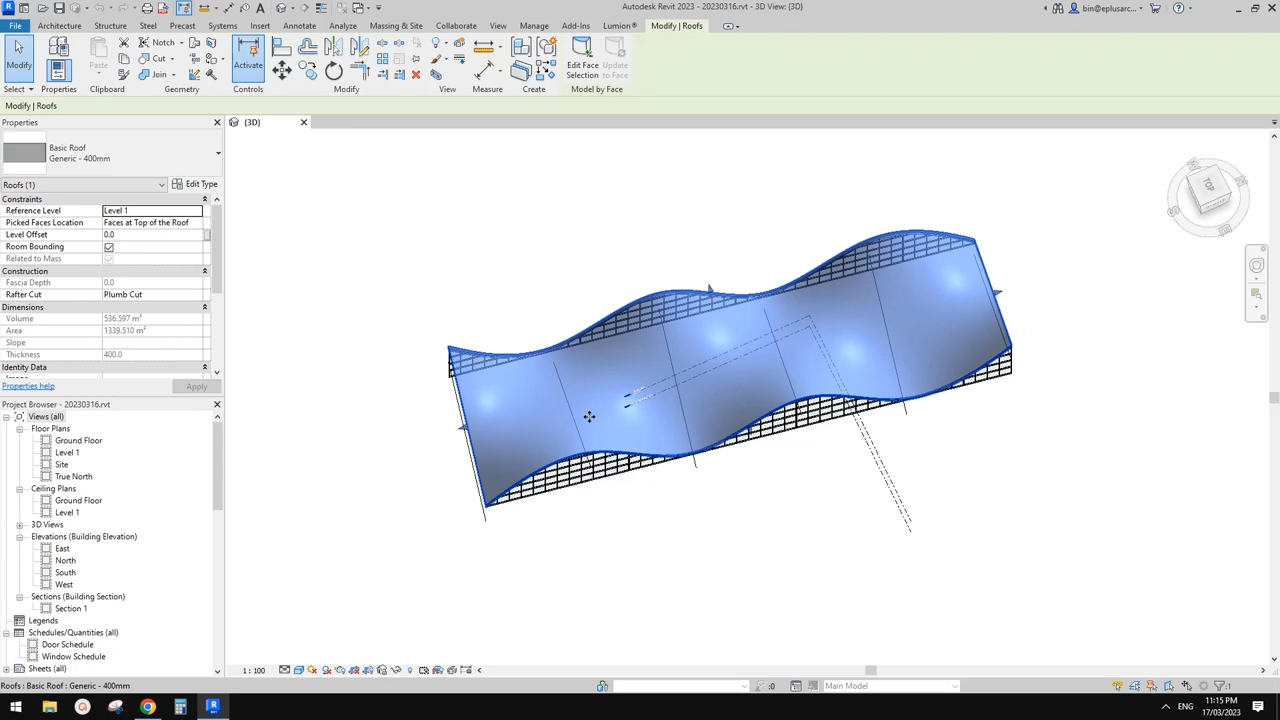 Autodesk Revit 2023 - 20230316.rvt - 3D View: {3D}
bin@eplusarc...
File Architecture Structure Steel Precast Systems Insert Annotate Analyze Massing & Site Collaborate View Manage Add-Ins Lumion® Modify | Roofs
Modify
Paste
Notch
Cut
Join
Activate
Edit Face Selection
Update to Face
Select Properties Clipboard Geometry Controls Modify View Measure Create Model by Face
Modify | Roofs
Properties
{3D}
Basic Roof
Generic - 400mm
Roofs (1) Edit Type
Constraints
Reference Level Level 1
Picked Faces Location Faces at Top of the Roof
Level Offset 0.0
Room Bounding
Related to Mass
Construction
Fascia Depth 0.0
Rafter Cut Plumb Cut
Dimensions
Volume 536.597 m³
Area 1339.510 m²
Slope
Thickness 400.0
Identity Data
Properties help Apply
Project Browser - 20230316.rvt
Views (all)
Floor Plans
Ground Floor
Level 1
Site
True North
Ceiling Plans
Ground Floor
Level 1
3D Views
Elevations (Building Elevation)
East
North
South
West
Sections (Building Section)
Section 1
Legends
Schedules/Quantities (all)
Door Schedule
Window Schedule
Sheets (all)
TOP
1 : 100
Roofs : Basic Roof : Generic - 400mm
:0
Main Model
:1
ENG
11:15 PM
17/03/2023